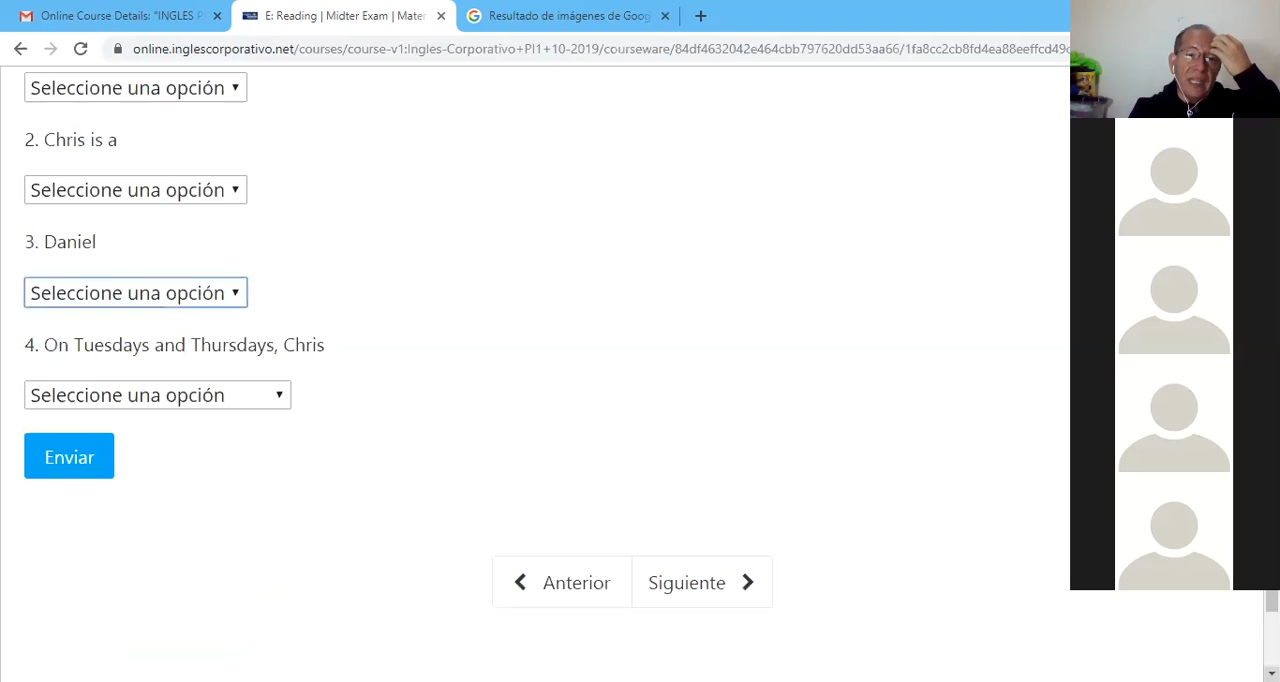 Online Course Details: "INGLES P
E: Reading | Midter Exam | Mater
Resultado de imágenes de Goog
online.inglescorporativo.net/courses/course-v1:Ingles-Corporativo+PI1+10-2019/courseware/84df4632042e464cbb797620dd53aa66/1fa8cc2cb8fd4ea88eeffcd49c
Seleccione una opción
2. Chris is a
Seleccione una opción
3. Daniel
Seleccione una opción
4. On Tuesdays and Thursdays, Chris
Seleccione una opción
Enviar
Anterior
Siguiente